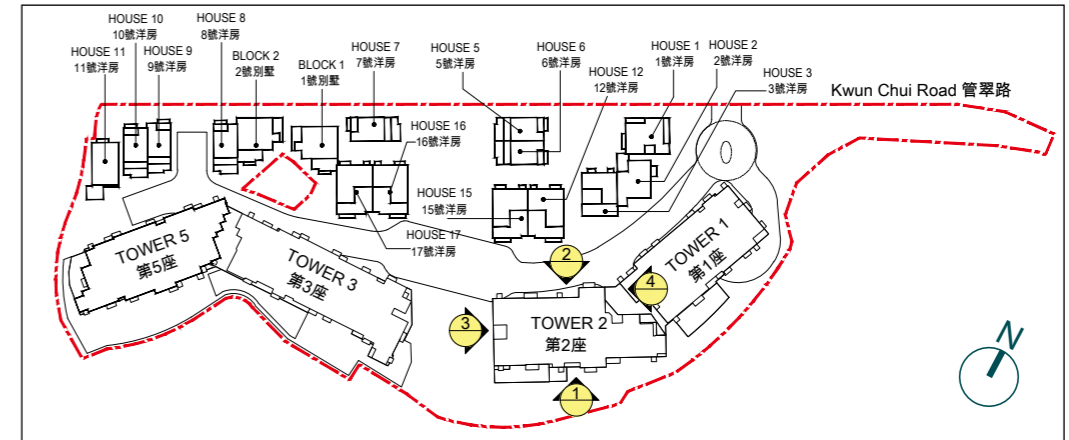 HOUSE 10
10號洋房
HOUSE 8
8號洋房
HOUSE 11
11號洋房
HOUSE 9
9號洋房
BLOCK 2
2號別墅
BLOCK 1
1號別墅
HOUSE 7
7號洋房
HOUSE 5
5號洋房
HOUSE 6
6號洋房
HOUSE 1
1號洋房
HOUSE 2
2號洋房
HOUSE 12
12號洋房
HOUSE 3
3號洋房
Kwun Chui Road 管翠路
HOUSE 16
16號洋房
HOUSE 15
15號洋房
HOUSE 17
17號洋房
TOWER 5
第5座
TOWER 3
第3座
TOWER 1
第1座
TOWER 2
第2座
2
4
3
1
N